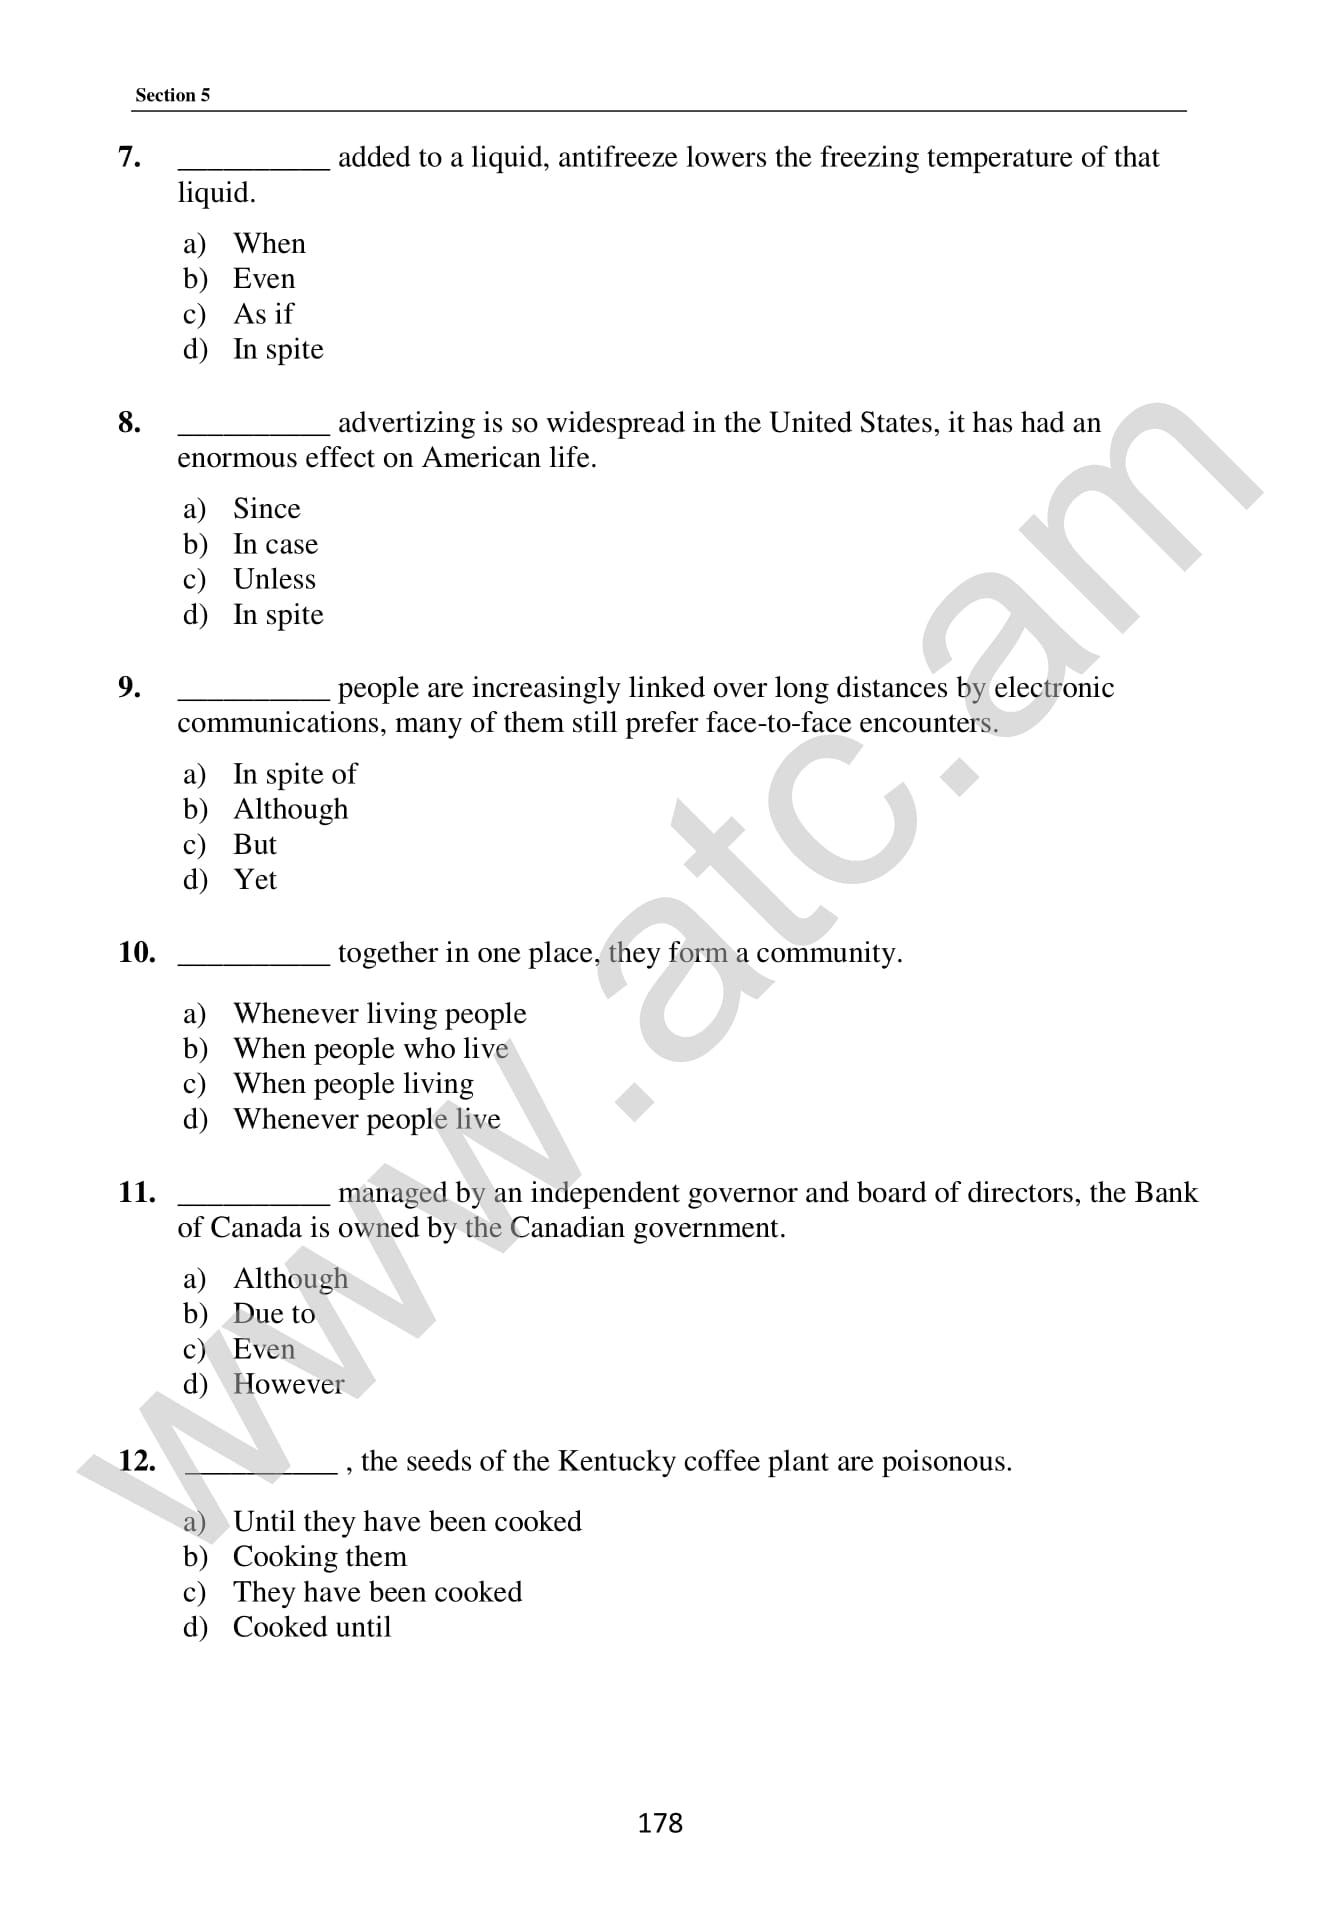 Section 5
7. __________ added to a liquid, antifreeze lowers the freezing temperature of that
liquid.
a) When
b) Even
c) As if
d) In spite
8. __________ advertizing is so widespread in the United States, it has had an
enormous effect on American life.
a) Since
b) In case
c) Unless
d) In spite
9. __________ people are increasingly linked over long distances by electronic
communications, many of them still prefer face-to-face encounters.
a) In spite of
b) Although
c) But
d) Yet
10. __________ together in one place, they form a community.
a) Whenever living people
b) When people who live
c) When people living
d) Whenever people live
11. __________ managed by an independent governor and board of directors, the Bank
of Canada is owned by the Canadian government.
a) Although
b) Due to
c) Even
d) However
12. __________ , the seeds of the Kentucky coffee plant are poisonous.
a) Until they have been cooked
b) Cooking them
c) They have been cooked
d) Cooked until
178
www.atc.am